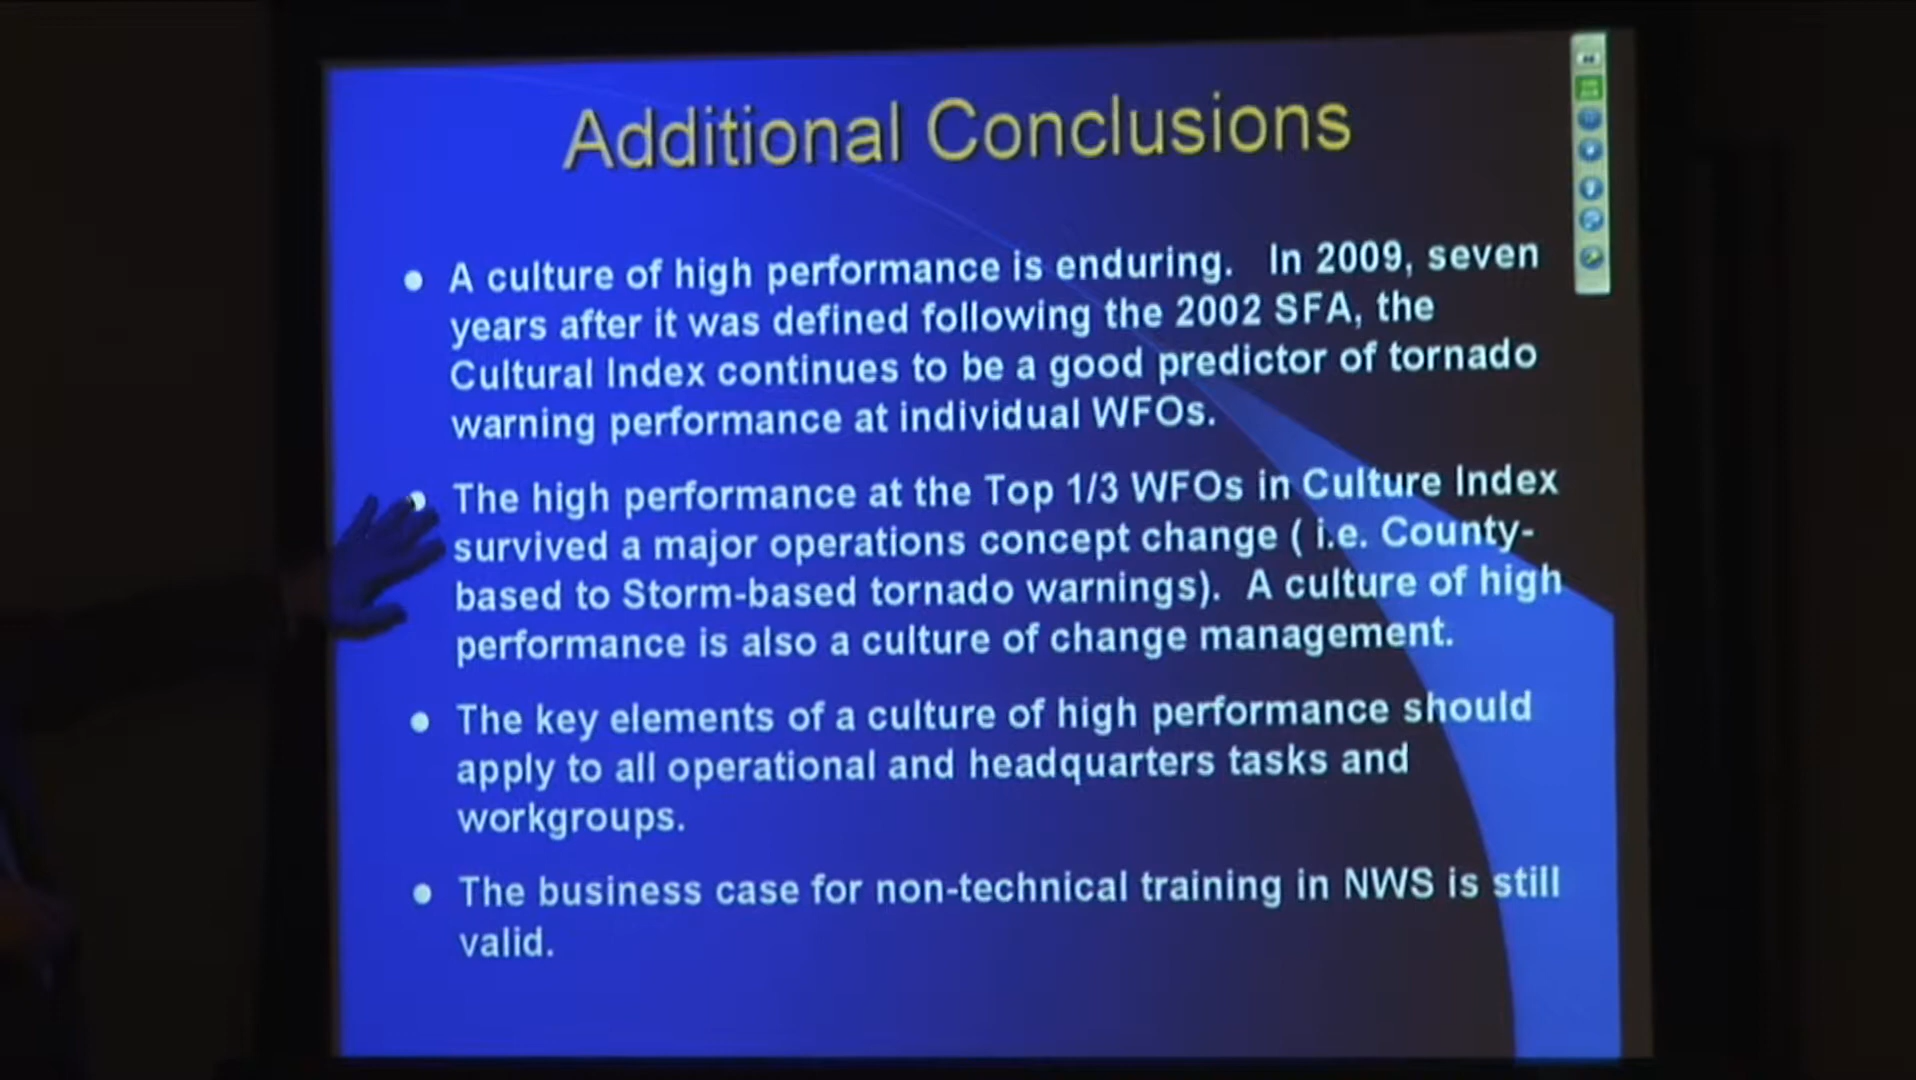 Additional Conclusions
A culture of high performance is enduring. In 2009, seven
years after it was defined following the 2002 SFA, the
Cultural Index continues to be a good predictor of tornado
warning performance at individual WFOs.
The high performance at the Top 1/3 WFOs in Culture Index
survived a major operations concept change ( i.e. County-
based to Storm-based tornado warnings). A culture of high
performance is also a culture of change management.
The key elements of a culture of high performance should
apply to all operational and headquarters tasks and
workgroups.
The business case for non-technical training in NWS is still
valid.